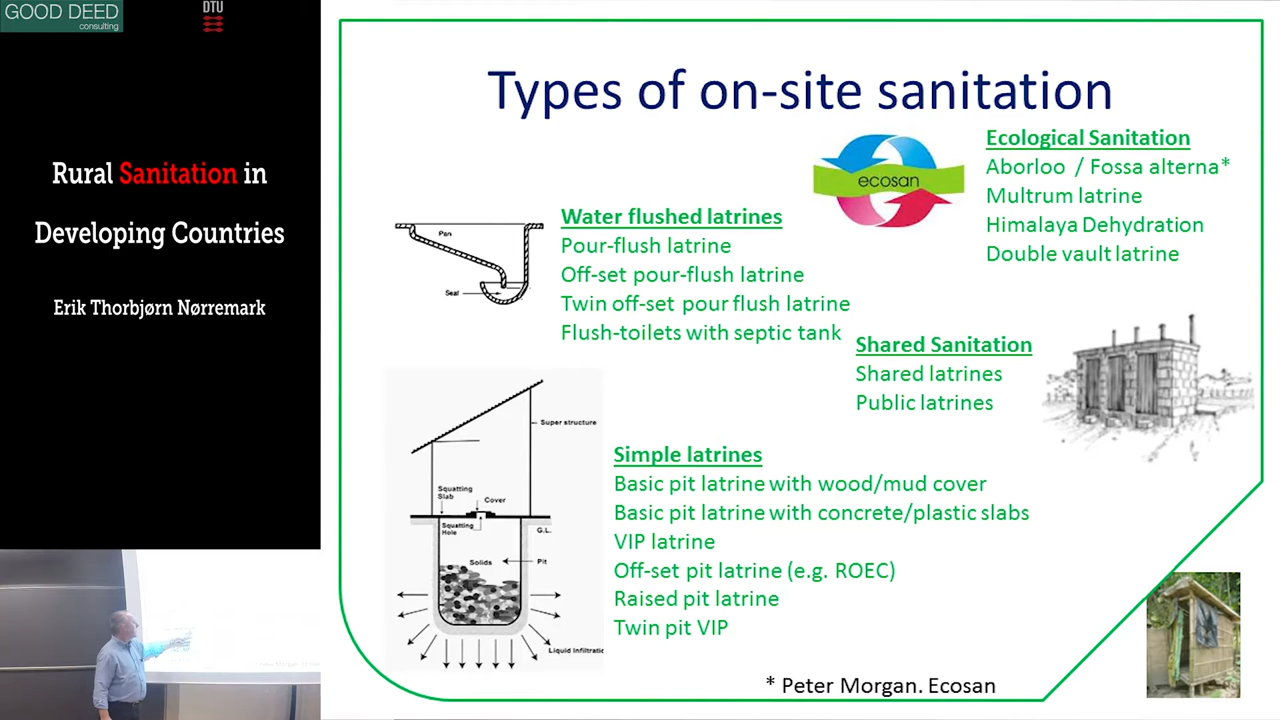 GOOD DEED
consulting
DTU
Rural Sanitation in
Developing Countries
Erik Thorbjørn Nørremark
Types of on-site sanitation
ecosan
Ecological Sanitation
Aborloo / Fossa alterna*
Multrum latrine
Himalaya Dehydration
Double vault latrine
Pan
Seal
Water flushed latrines
Pour-flush latrine
Off-set pour-flush latrine
Twin off-set pour flush latrine
Flush-toilets with septic tank
Shared Sanitation
Shared latrines
Public latrines
Super structure
Squatting
Slab
Cover
Squatting
Hole
G.L.
Solids
Pit
Liquid Infiltratic
Simple latrines
Basic pit latrine with wood/mud cover
Basic pit latrine with concrete/plastic slabs
VIP latrine
Off-set pit latrine (e.g. ROEC)
Raised pit latrine
Twin pit VIP
* Peter Morgan. Ecosan